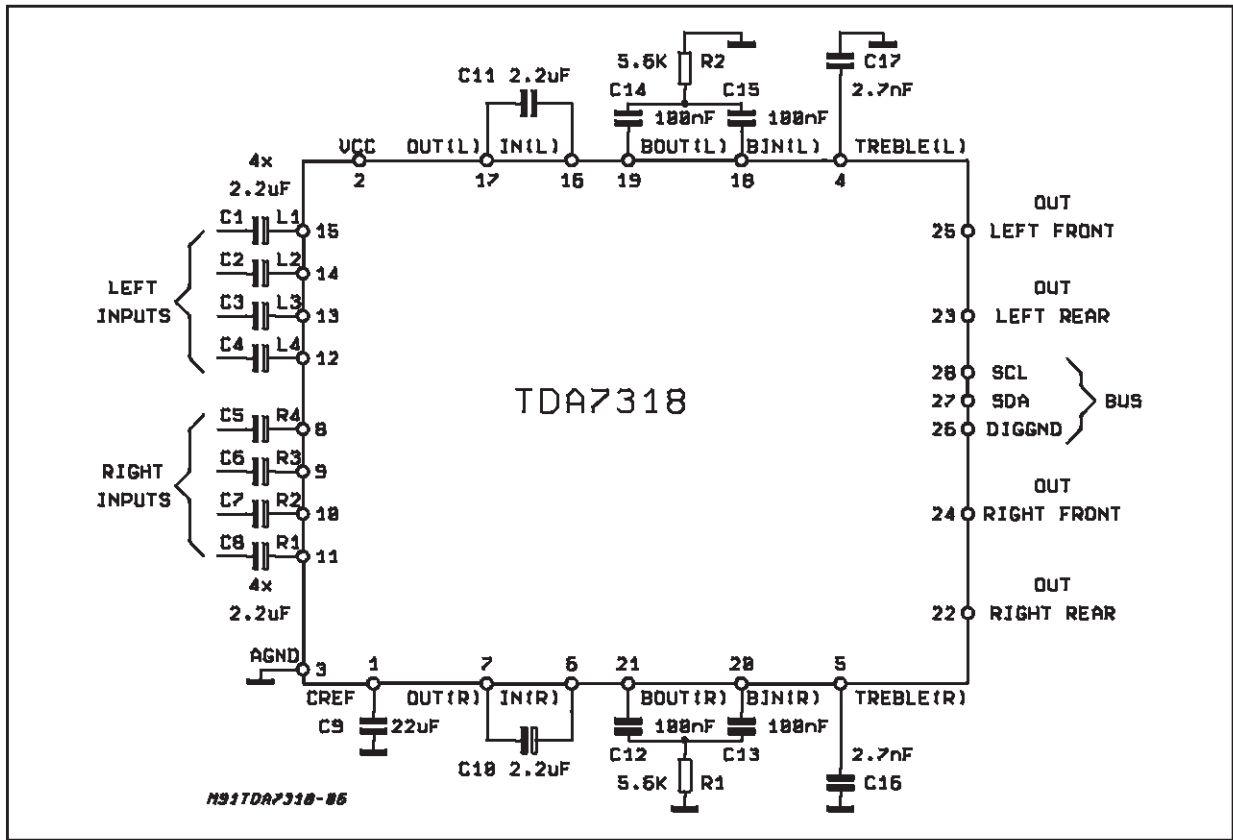 5.6K R2
C17
C11 2.2uF
C14 C15 2.7nF
100nF 100nF
VCC OUT(L) IN(L) BOUT(L) BIN(L) TREBLE(L)
4x
2 17 16 19 18 4
2.2uF
C1 L1 15
C2 L2 14
C3 L3 13
C4 L4 12
LEFT
INPUTS
C5 R4 8
C6 R3 9
C7 R2 10
C8 R1 11
RIGHT
INPUTS
4x
2.2uF
TDA7318
OUT
25 LEFT FRONT
OUT
23 LEFT REAR
28 SCL
27 SDA BUS
26 DIGGND
OUT
24 RIGHT FRONT
OUT
22 RIGHT REAR
AGND
3 1 7 6 21 20 5
CREF OUT(R) IN(R) BOUT(R) BIN(R) TREBLE(R)
C9 22uF 100nF 100nF
C12 C13 2.7nF
C10 2.2uF
5.6K R1 C16
M91TDA7318-06